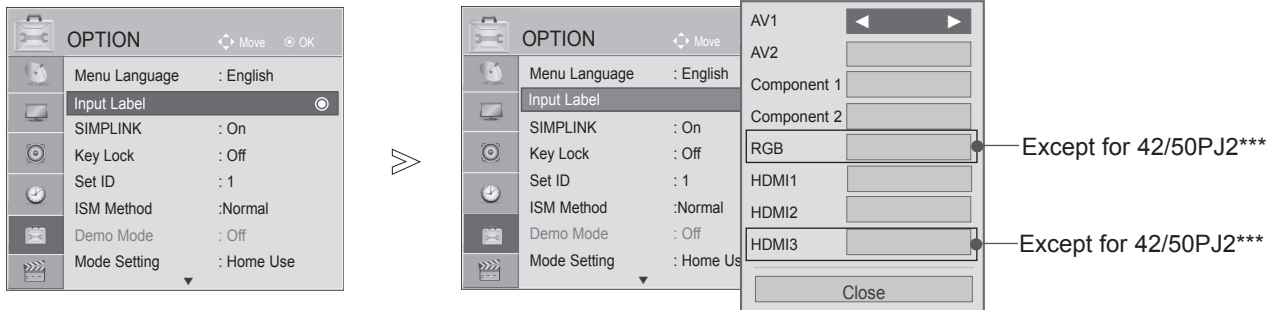 OPTION
Move OK
Menu Language : English
Input Label
SIMPLINK : On
Key Lock : Off
Set ID : 1
ISM Method :Normal
Demo Mode : Off
Mode Setting : Home Use
OPTION
Move
Menu Language : English
Input Label
SIMPLINK : On
Key Lock : Off
Set ID : 1
ISM Method :Normal
Demo Mode : Off
Mode Setting : Home Us
AV1
AV2
Component 1
Component 2
RGB
HDMI1
HDMI2
HDMI3
Close
Except for 42/50PJ2***
Except for 42/50PJ2***